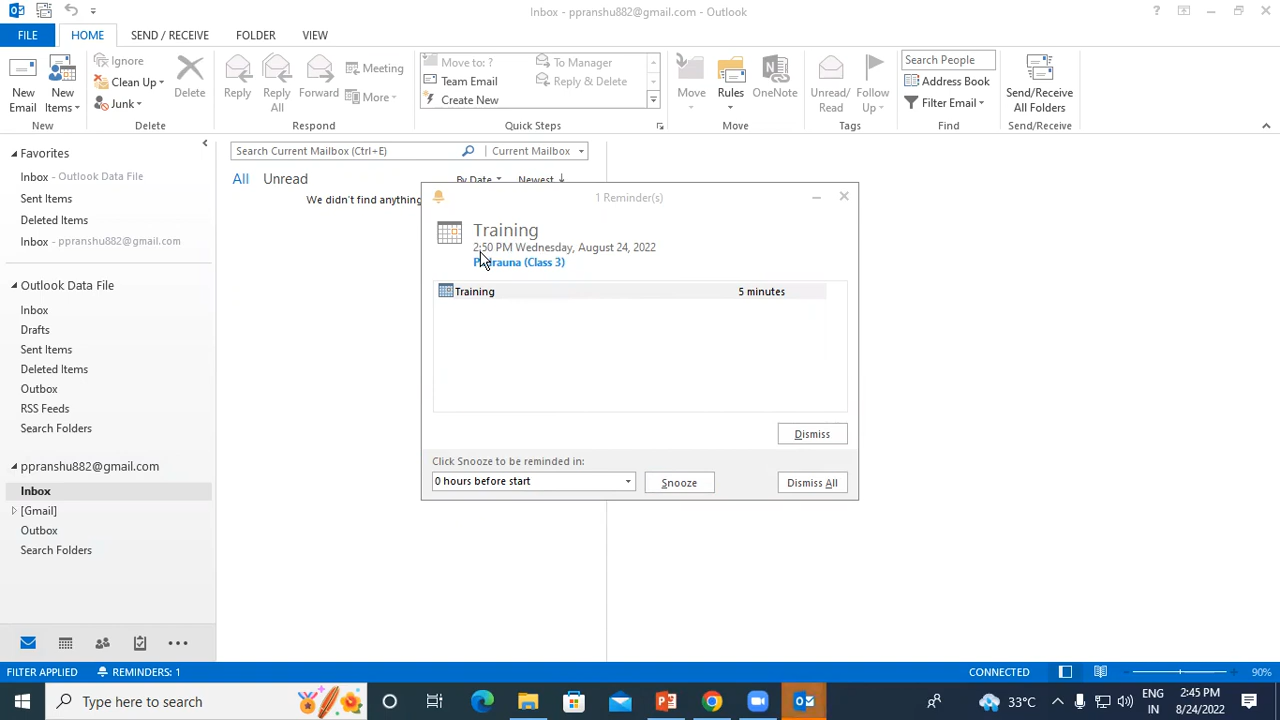 Inbox - ppranshu882@gmail.com - Outlook
FILE HOME SEND / RECEIVE FOLDER VIEW
New Email
New Items
Ignore
Clean Up
Junk
Delete
Reply
Reply All
Forward
Meeting
More
Move to: ?
Team Email
Create New
To Manager
Reply & Delete
Move
Rules
OneNote
Unread/ Read
Follow Up
Search People
Address Book
Filter Email
Send/Receive All Folders
New Delete Respond Quick Steps Move Tags Find Send/Receive
Favorites
Inbox - Outlook Data File
Sent Items
Deleted Items
Inbox - ppranshu882@gmail.com
Outlook Data File
Inbox
Drafts
Sent Items
Deleted Items
Outbox
RSS Feeds
Search Folders
ppranshu882@gmail.com
Inbox
[Gmail]
Outbox
Search Folders
Search Current Mailbox (Ctrl+E) Current Mailbox
All Unread By Date Newest
We didn't find anything
1 Reminder(s)
Training
2:50 PM Wednesday, August 24, 2022
(Class 3)
Training 5 minutes
Dismiss
Click Snooze to be reminded in:
0 hours before start Snooze Dismiss All
FILTER APPLIED REMINDERS: 1 CONNECTED 90%
Type here to search
33°C
ENG
IN
2:45 PM
8/24/2022